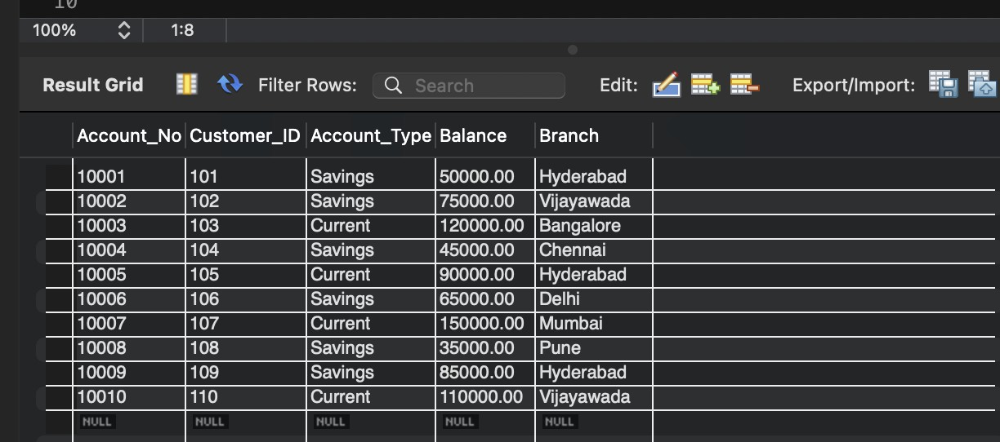 10
100% 1:8
Result Grid Filter Rows: Search Edit: Export/Import:
Account_No Customer_ID Account_Type Balance Branch
10001 101 Savings 50000.00 Hyderabad
10002 102 Savings 75000.00 Vijayawada
10003 103 Current 120000.00 Bangalore
10004 104 Savings 45000.00 Chennai
10005 105 Current 90000.00 Hyderabad
10006 106 Savings 65000.00 Delhi
10007 107 Current 150000.00 Mumbai
10008 108 Savings 35000.00 Pune
10009 109 Savings 85000.00 Hyderabad
10010 110 Current 110000.00 Vijayawada
NULL NULL NULL NULL NULL